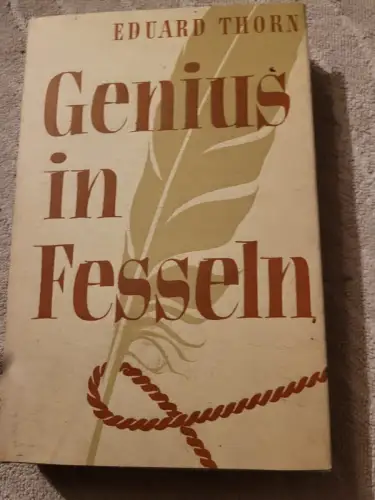 EDUARD THORN
Genius
in
Fesseln